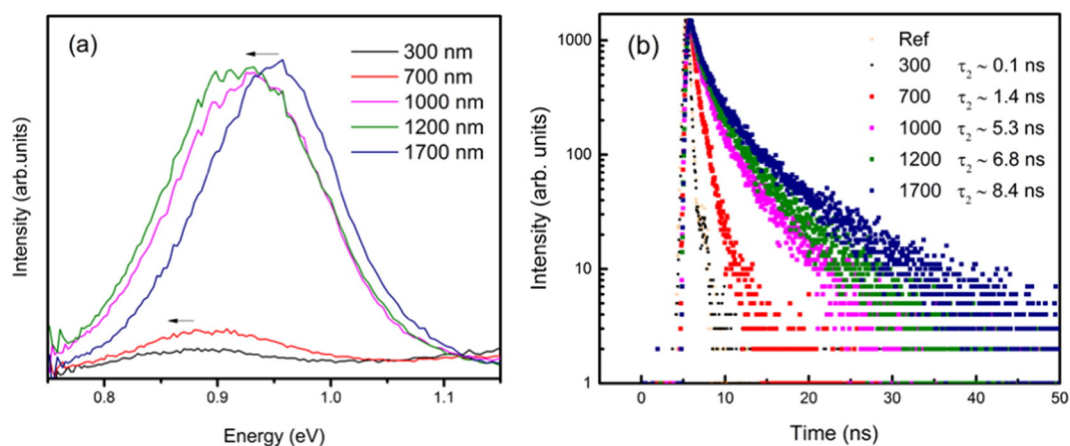 (a)
300 nm
700 nm
1000 nm
1200 nm
1700 nm
Intensity (arb.units)
0.8 0.9 1.0 1.1
Energy (eV)
(b)
Ref
300 τ2 ~ 0.1 ns
700 τ2 ~ 1.4 ns
1000 τ2 ~ 5.3 ns
1200 τ2 ~ 6.8 ns
1700 τ2 ~ 8.4 ns
Intensity (arb. units)
1000
100
10
1
0 10 20 30 40 50
Time (ns)